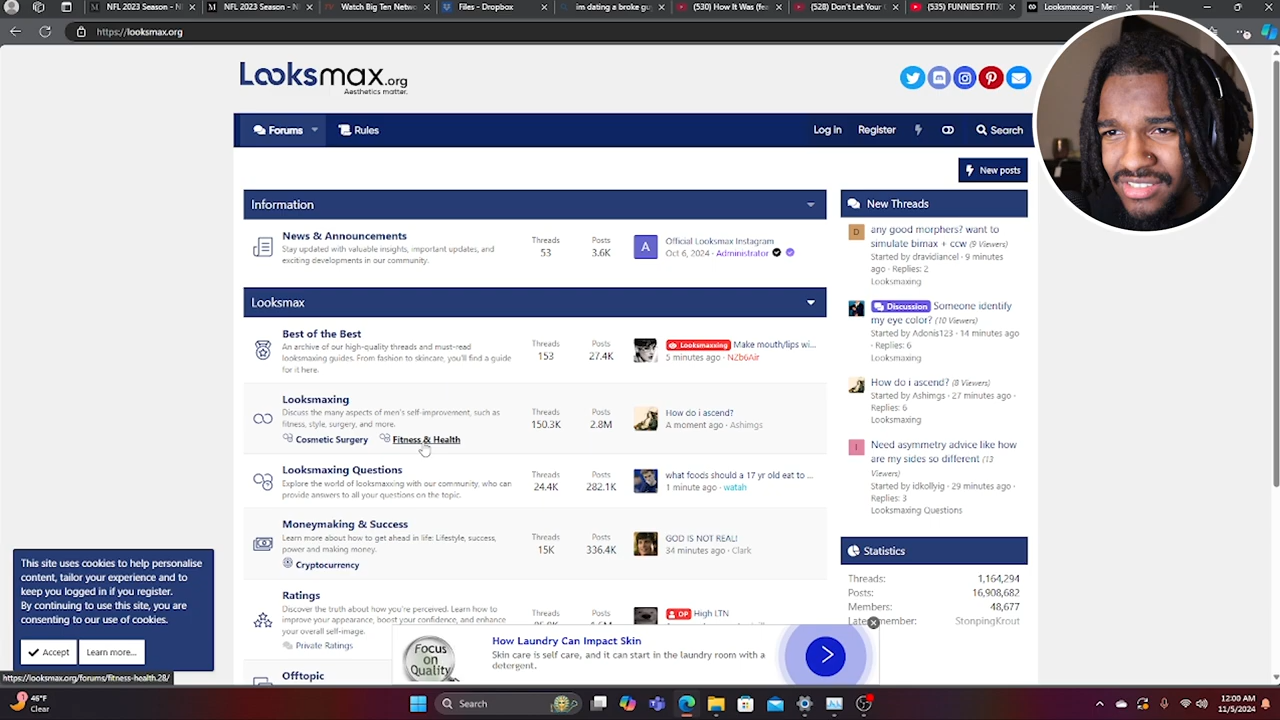 NFL 2023 Season - N
NFL 2023 Season - N
Watch Big Ten Netwo
Files - Dropbox
im dating a broke gu
(530) How It Was (fea
(528) Don't Let Your (
(535) FUNNIEST FITX
Looksmax.org - Men
https://looksmax.org
Looksmax.org
Aesthetics matter.
Forums
Rules
Log in
Register
Search
New posts
Information
News & Announcements
Stay updated with valuable insights, important updates, and
exciting developments in our community.
Threads
53
Posts
3.6K
A
Official Looksmax Instagram
Oct 6, 2024 · Administrator
Looksmax
Best of the Best
An archive of our high-quality threads and must-read
looksmaxing guides. From fashion to skincare, you'll find a guide
for it here.
Threads
153
Posts
27.4K
Looksmaxxing Make mouth/lips wi...
5 minutes ago · NZb6Air
Looksmaxing
Discuss the many aspects of men's self-improvement, such as
fitness, style, surgery, and more.
Cosmetic Surgery Fitness & Health
Threads
150.3K
Posts
2.8M
How do i ascend?
A moment ago · Ashimgs
Looksmaxing Questions
Explore the world of looksmaxing with our community, who can
provide answers to all your questions on the topic.
Threads
24.4K
Posts
282.1K
what foods should a 17 yr old eat to ...
1 minute ago · watah
Moneymaking & Success
Learn more about how to get ahead in life: Lifestyle, success,
power and making money.
Cryptocurrency
Threads
15K
Posts
336.4K
GOD IS NOT REAL!
34 minutes ago · Clark
Ratings
Discover the truth about how you're perceived. Learn how to
improve your appearance, boost your confidence, and enhance
your overall self-image.
Private Ratings
Threads
Posts
OP High LTN
Offtopic
New Threads
D
any good morphers? want to
simulate bimax + ccw (9 Viewers)
Started by dravidiancel · 9 minutes
ago · Replies: 2
Looksmaxing
Discussion Someone identify
my eye color? (10 Viewers)
Started by Adonis123 · 14 minute
ago · Replies: 6
Looksmaxing
How do i ascend? (8 Viewers)
Started by Ashimgs · 27 minutes ago
Replies: 6
Looksmaxing
I
Need asymmetry advice like how
are my sides so different (13
Viewers)
Started by idkollyig · 29 minutes ago
Replies: 3
Looksmaxing Questions
Statistics
Threads: 1,164,294
Posts: 16,908,682
Members: 48,677
member: StonpingKrout
This site uses cookies to help personalise
content, tailor your experience and to
keep you logged in if you register.
By continuing to use this site, you are
consenting to our use of cookies.
Accept
Learn more...
https://looksmax.org/forums/fitness-health.28/
Focus
on
Quality
How Laundry Can Impact Skin
Skin care is self care, and it can start in the laundry room with a
detergent.
46°F
Clear
Search
12:00 AM
11/5/2024